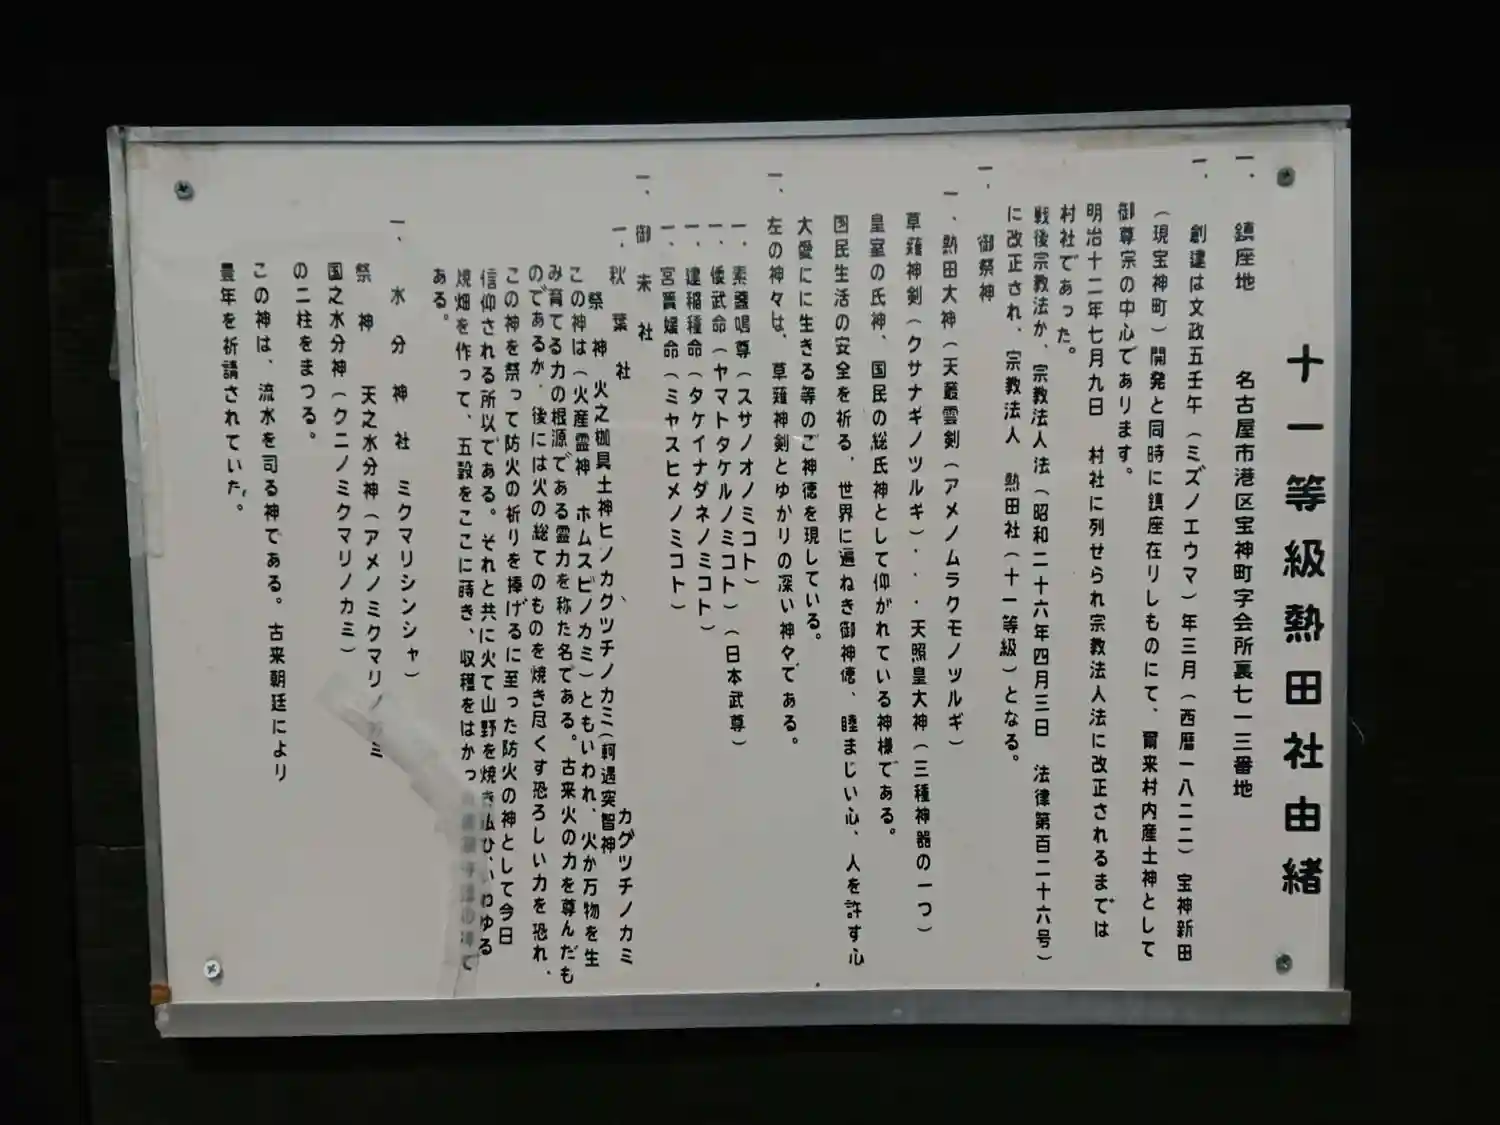 十一等級熱田社由緒
一、鎮座地　名古屋市港区宝神町字会所裏七一三番地
一、創建は文政五壬午（ミズノエウマ）年三月（西暦一八二二）宝神新田
（現宝神町）開発と同時に鎮座在りしものにて、爾来村内産土神として
御尊宗の中心であります。
明治十二年七月九日　村社に列せられ宗教法人法に改正されるまでは
村社であった。
戦後宗教法か、宗教法人法（昭和二十六年四月三日　法律第百二十六号）
に改正され、宗教法人　熱田社（十一等級）となる。
一、御祭神
一、熱田大神（天叢雲剣（アメノムラクモノツルギ）
草薙神剣（クサナギノツルギ）・・・天照皇大神（三種神器の一つ）
皇室の氏神、国民の総氏神として仰がれている神様である。
国民生活の安全を祈る、世界に遍ねき御神徳、睦まじい心、人を許す心
大愛にに生きる等のご神徳を現している。
一、左の神々は、草薙神剣とゆかりの深い神々である。
一、素盞嗚尊（スサノオノミコト）
一、倭武命（ヤマトタケルノミコト）（日本武尊）
一、建稲種命（タケイナダネノミコト）
一、宮簀媛命（ミヤスヒメノミコト）
一、御末社
一、秋葉社
カグツチノカミ
祭神　火之枷具土神ヒノカグツチノカミ（軻遇突智神
この神は（火産霊神　ホムスビノカミ）ともいわれ、火か万物を生
み育てる力の根源である霊力を称た名である。古来火の力を尊んだも
のであるか、後には火の総てのものを焼き尽くす恐ろしい力を恐れ、
この神を祭って防火の祈りを捧げるに至った防火の神として今日
信仰される所以である。それと共に火て山野を焼き払ひ、いわゆる
焼畑を作って、五穀をここに蒔き、収穫をはかっ
ある。
一、水分神社　ミクマリシンシャ）
祭神　天之水分神（アメノミクマリノカミ
国之水分神（クニノミクマリノカミ）
の二柱をまつる。
この神は、流水を司る神である。古来朝廷により
豊年を祈請されていた。